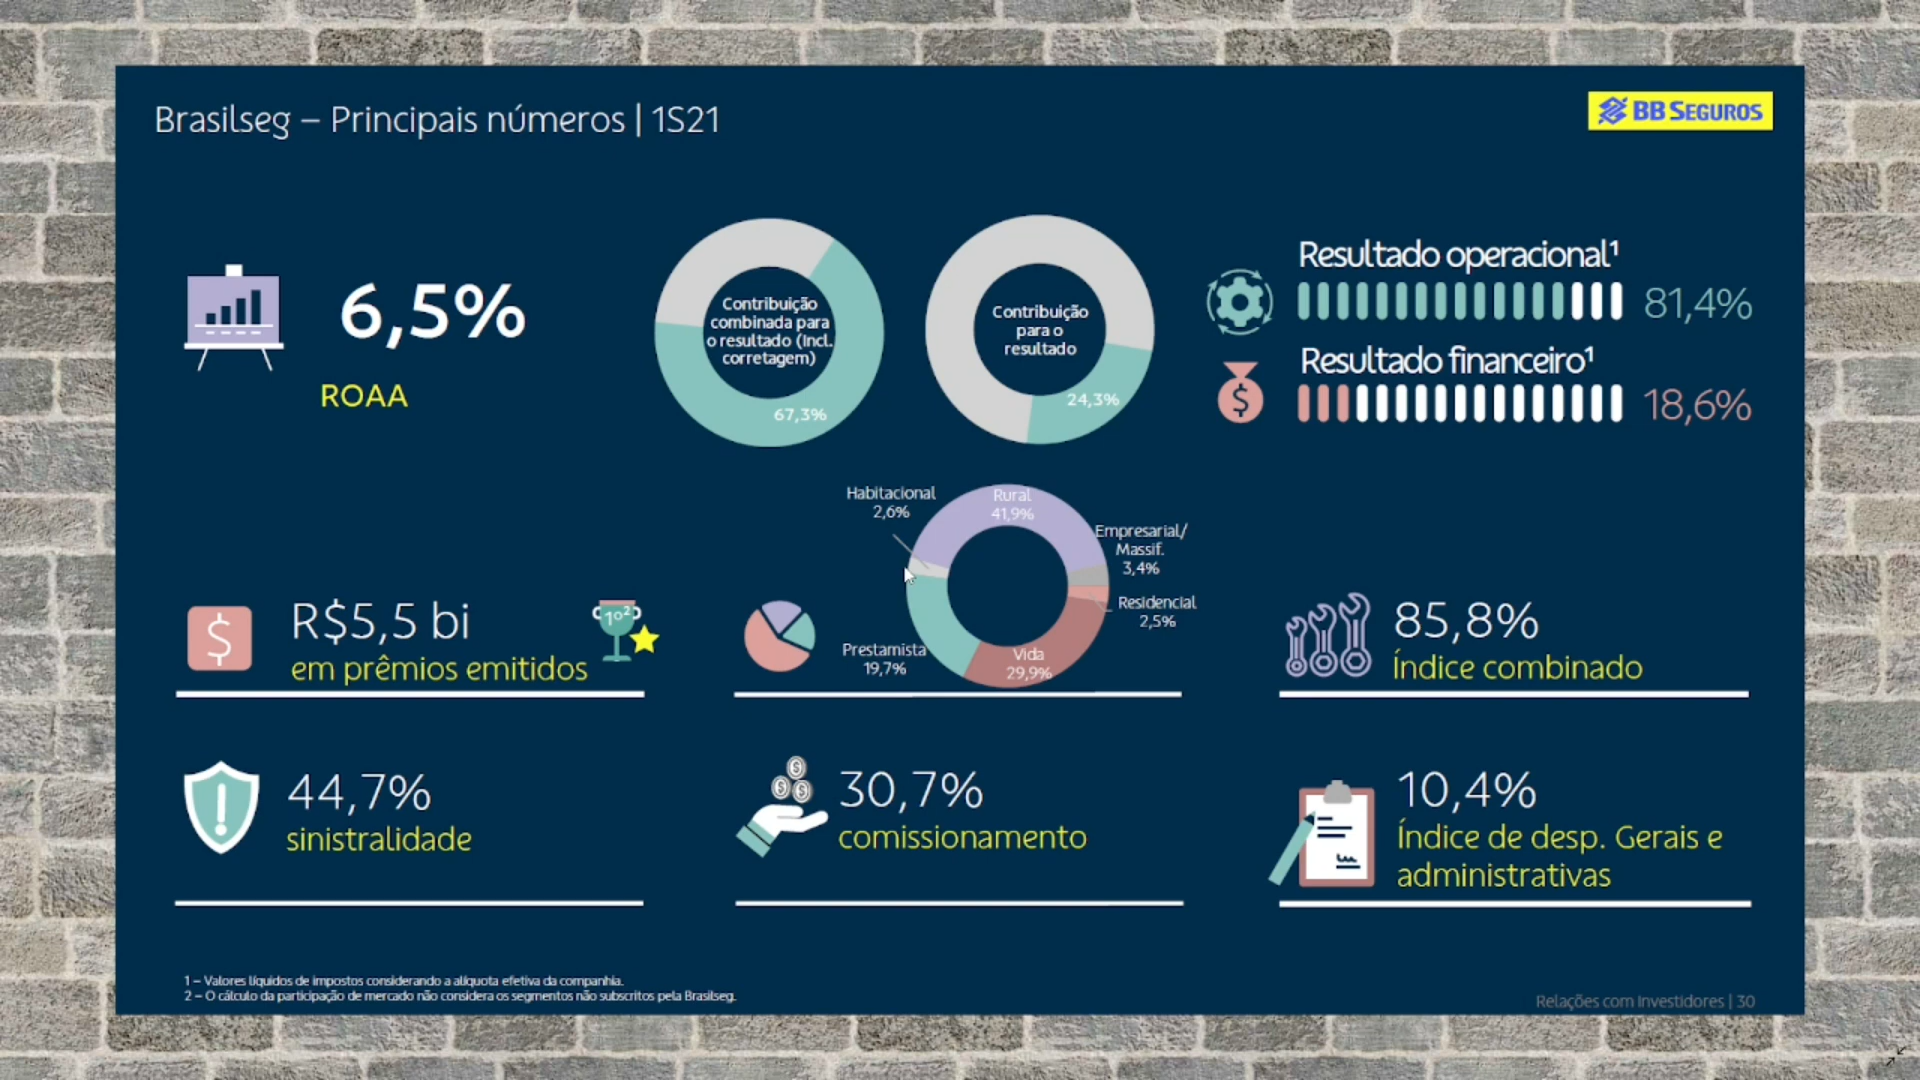 Brasilseg – Principais números | 1S21
BB SEGUROS
6,5%
ROAA
Contribuição
combinada para
o resultado (Incl.
corretagem)
67,3%
Contribuição
para o
resultado
24,3%
Resultado operacional¹
81,4%
Resultado financeiro¹
$
18,6%
Habitacional
2,6%
Rural
41,9%
Empresarial/
Massif.
3,4%
Residencial
2,5%
Prestamista
19,7%
Vida
29,9%
$
R$5,5 bi
em prêmios emitidos
1º²
85,8%
Índice combinado
44,7%
sinistralidade
$
$ $
30,7%
comissionamento
10,4%
Índice de desp. Gerais e
administrativas
1 – Valores líquidos de impostos considerando a alíquota efetiva da companhia.
2 – O cálculo da participação de mercado não considera os segmentos não subscritos pela Brasilseg.
Relações com Investidores | 30